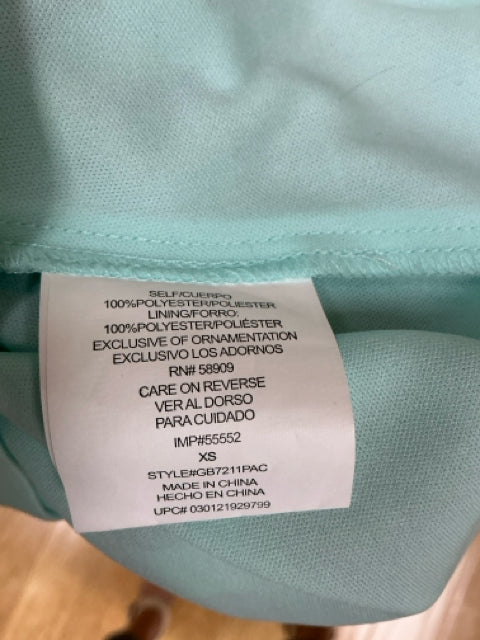 SELF/CUERPO
100%POLYESTER/POLIESTER
LINING/FORRO:
100%POLYESTER/POLIÉSTER
EXCLUSIVE OF ORNAMENTATION
EXCLUSIVO LOS ADORNOS
RN# 58909
CARE ON REVERSE
VER AL DORSO
PARA CUIDADO
IMP#55552
XS
STYLE#GB7211PAC
MADE IN CHINA
HECHO EN CHINA
UPC# 030121929799